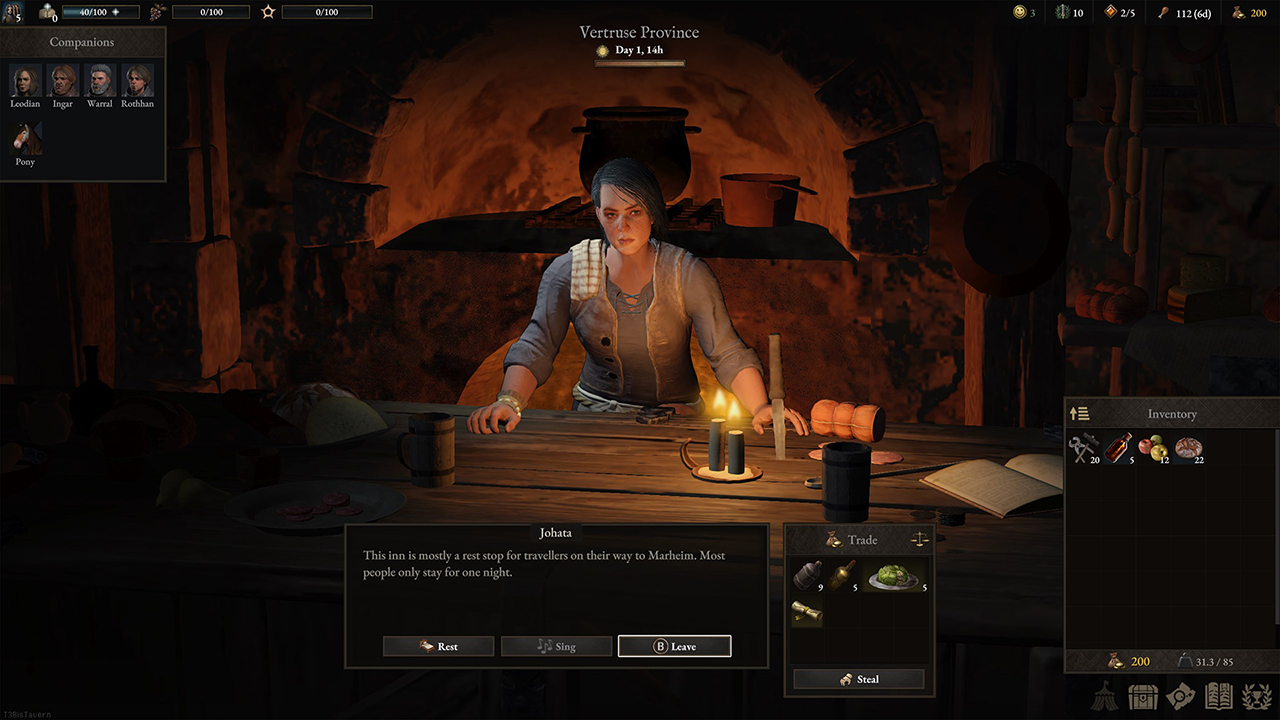 5
0
40/100
0/100
0/100
3
10
2/5
112 (6d)
200
Vertruse Province
Day 1, 14h
Companions
Leodian
Ingar
Warral
Rothhan
Pony
Inventory
20
5
12
22
Johata
This inn is mostly a rest stop for travellers on their way to Marheim. Most
people only stay for one night.
Rest
Sing
B Leave
Trade
9
5
5
Steal
200
31.3 / 85
T3BisTavern